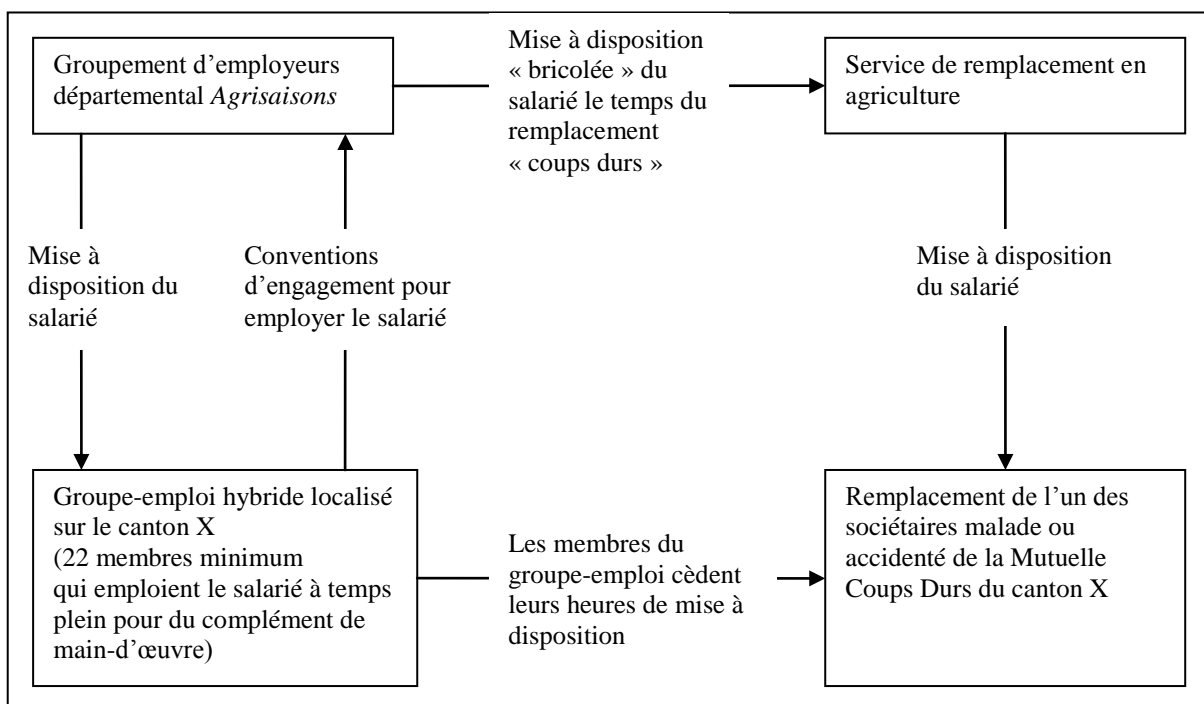 Groupement d’employeurs
départemental Agrisaisons
Mise à disposition
« bricolée » du
salarié le temps du
remplacement
« coups durs »
Service de remplacement en
agriculture
Mise à
disposition du
salarié
Conventions
d’engagement pour
employer le salarié
Mise à disposition
du salarié
Groupe-emploi hybride localisé
sur le canton X
(22 membres minimum
qui emploient le salarié à temps
plein pour du complément de
main-d’œuvre)
Les membres du
groupe-emploi cèdent
leurs heures de mise à
disposition
Remplacement de l’un des
sociétaires malade ou
accidenté de la Mutuelle
Coups Durs du canton X